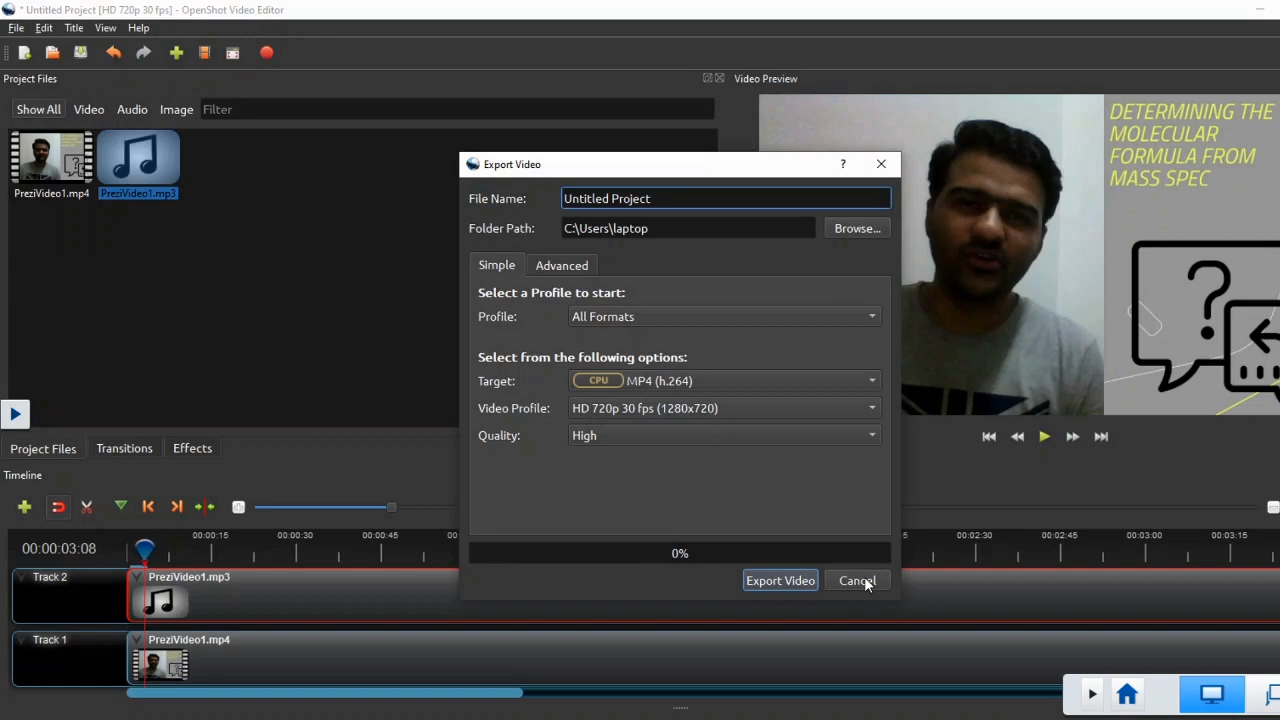 * Untitled Project [HD 720p 30 fps] - OpenShot Video Editor
File Edit Title View Help
Project Files
Video Preview
Show All Video Audio Image Filter
PreziVideo1.mp4 PreziVideo1.mp3
DETERMINING THE
MOLECULAR
FORMULA FROM
MASS SPEC
Export Video
File Name: Untitled Project
Folder Path: C:\Users\laptop Browse...
Simple Advanced
Select a Profile to start:
Profile: All Formats
Select from the following options:
Target: CPU MP4 (h.264)
Video Profile: HD 720p 30 fps (1280x720)
Quality: High
0%
Export Video Cancel
Project Files Transitions Effects
Timeline
00:00:03:08
00:00:15 00:00:30 00:00:45 00:02:30 00:02:45 00:03:00 00:03:15
Track 2 PreziVideo1.mp3
Track 1 PreziVideo1.mp4